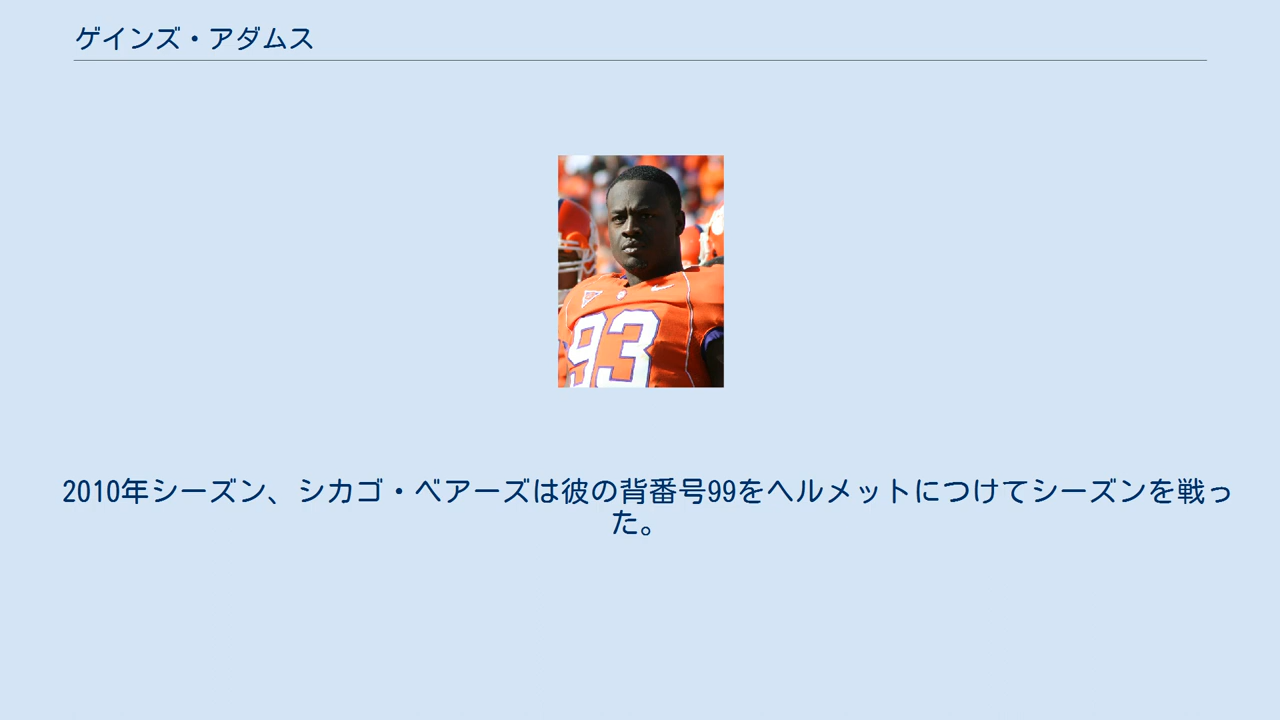 ゲインズ・アダムス
93
2010年シーズン、シカゴ・ベアーズは彼の背番号99をヘルメットにつけてシーズンを戦っ
た。